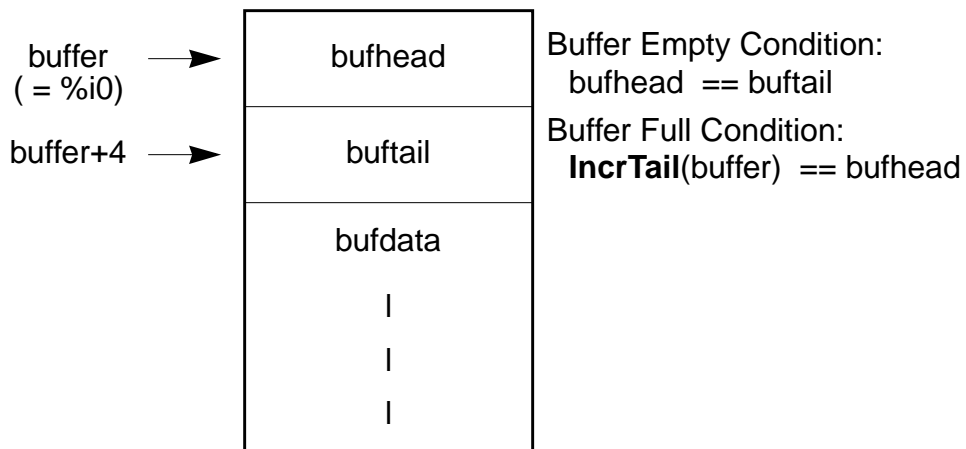 buffer
( = %i0)
bufhead
Buffer Empty Condition:
bufhead == buftail
buffer+4
buftail
Buffer Full Condition:
IncrTail(buffer) == bufhead
bufdata
|
|
|